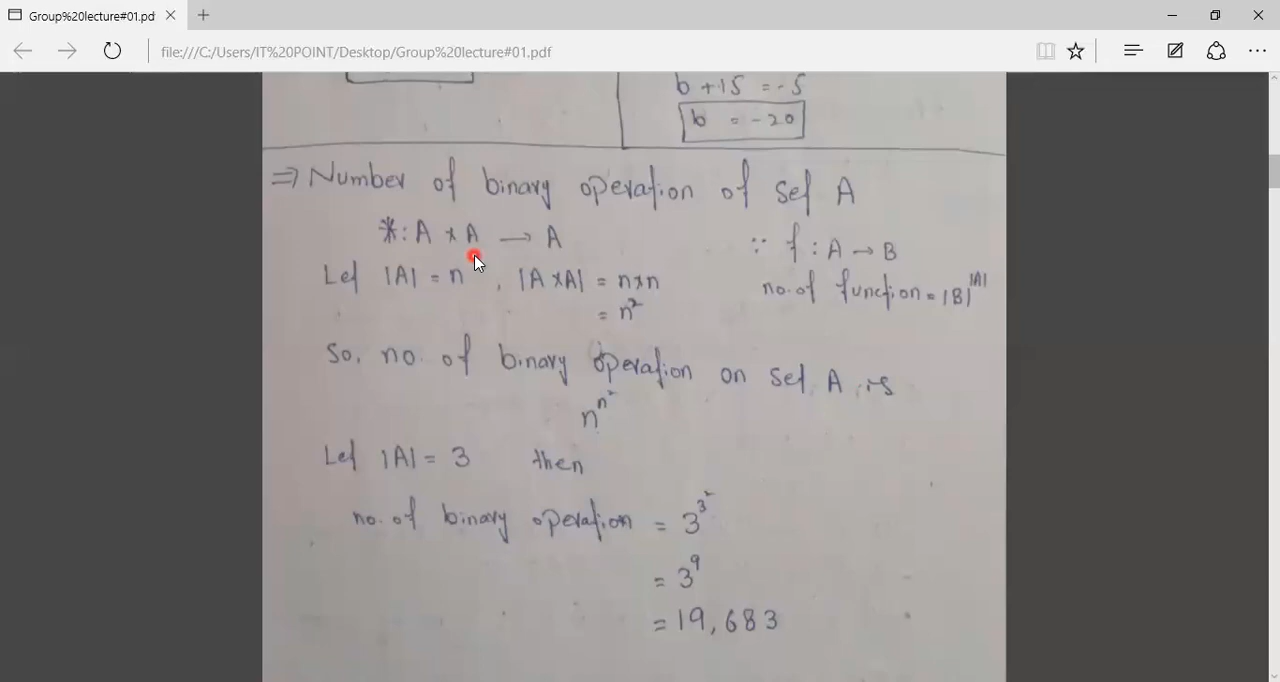 Group%20lecture#01.pd
file:///C:/Users/IT%20POINT/Desktop/Group%20lecture#01.pdf
b + 15 = -5
b = -20
⇒ Number of binary operation of Set A
*: A × A → A
∵ f : A → B
Let |A| = n , |A×A| = n×n
no. of function = |B|^|A|
= n²
So, no. of binary operation on set A is
n^n²
Let |A| = 3 then
no. of binary operation = 3^3²
= 3⁹
= 19,683